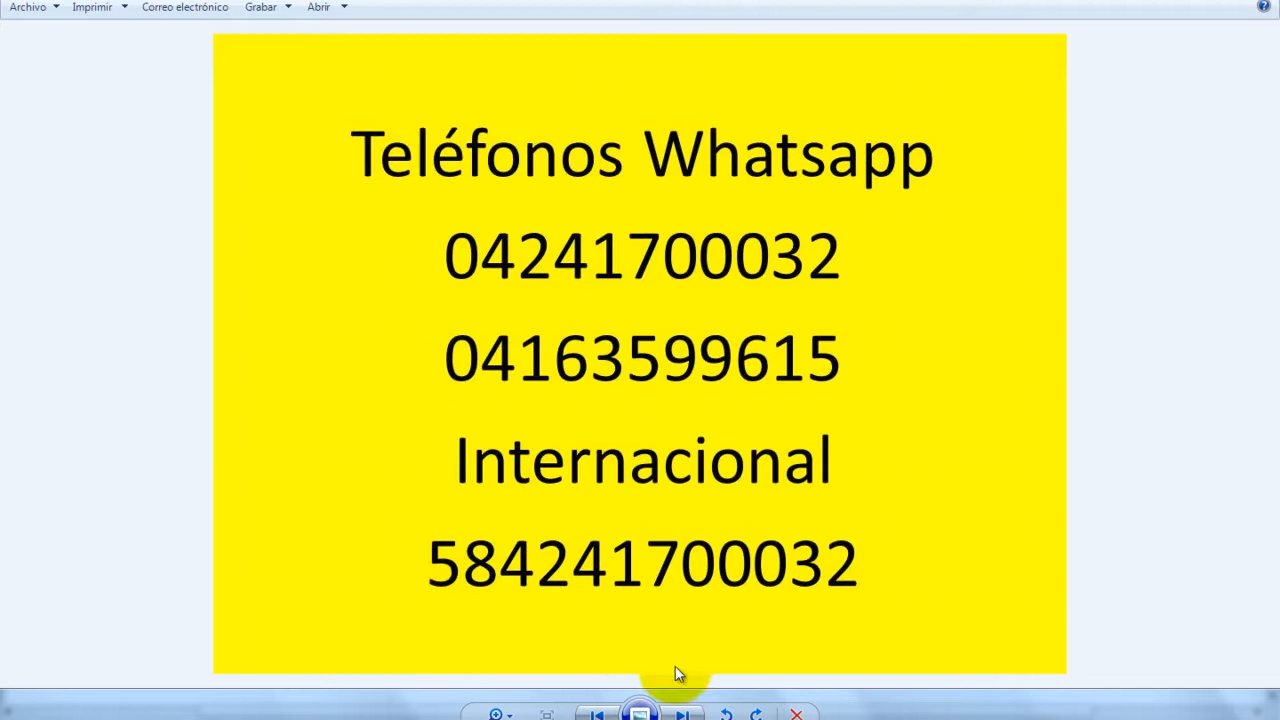 Archivo Imprimir Correo electrónico Grabar Abrir
Teléfonos Whatsapp
04241700032
04163599615
Internacional
584241700032